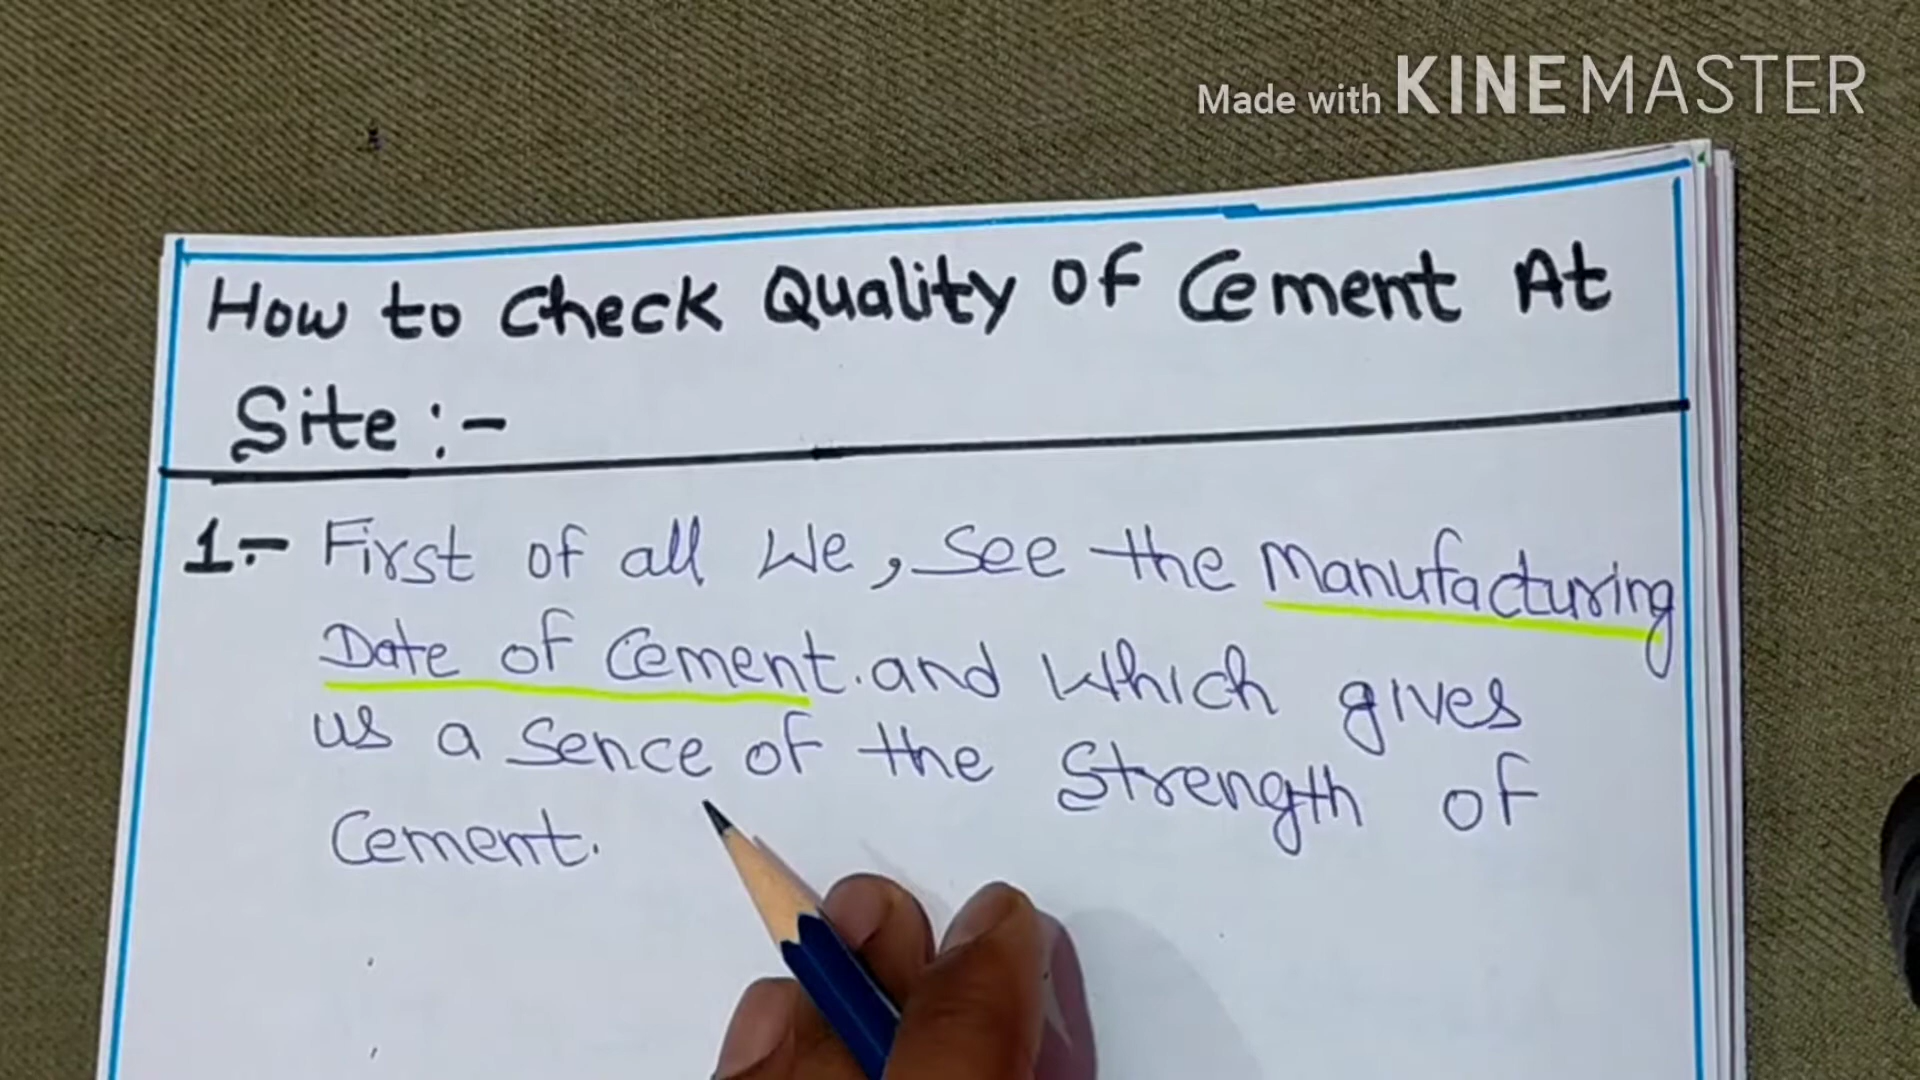 Made with KINEMASTER
How to check Quality of Cement At
Site :-
1.- First of all We, See the Manufacturing
Date of Cement. and Which gives
us a Sence of the Strength of
Cement.